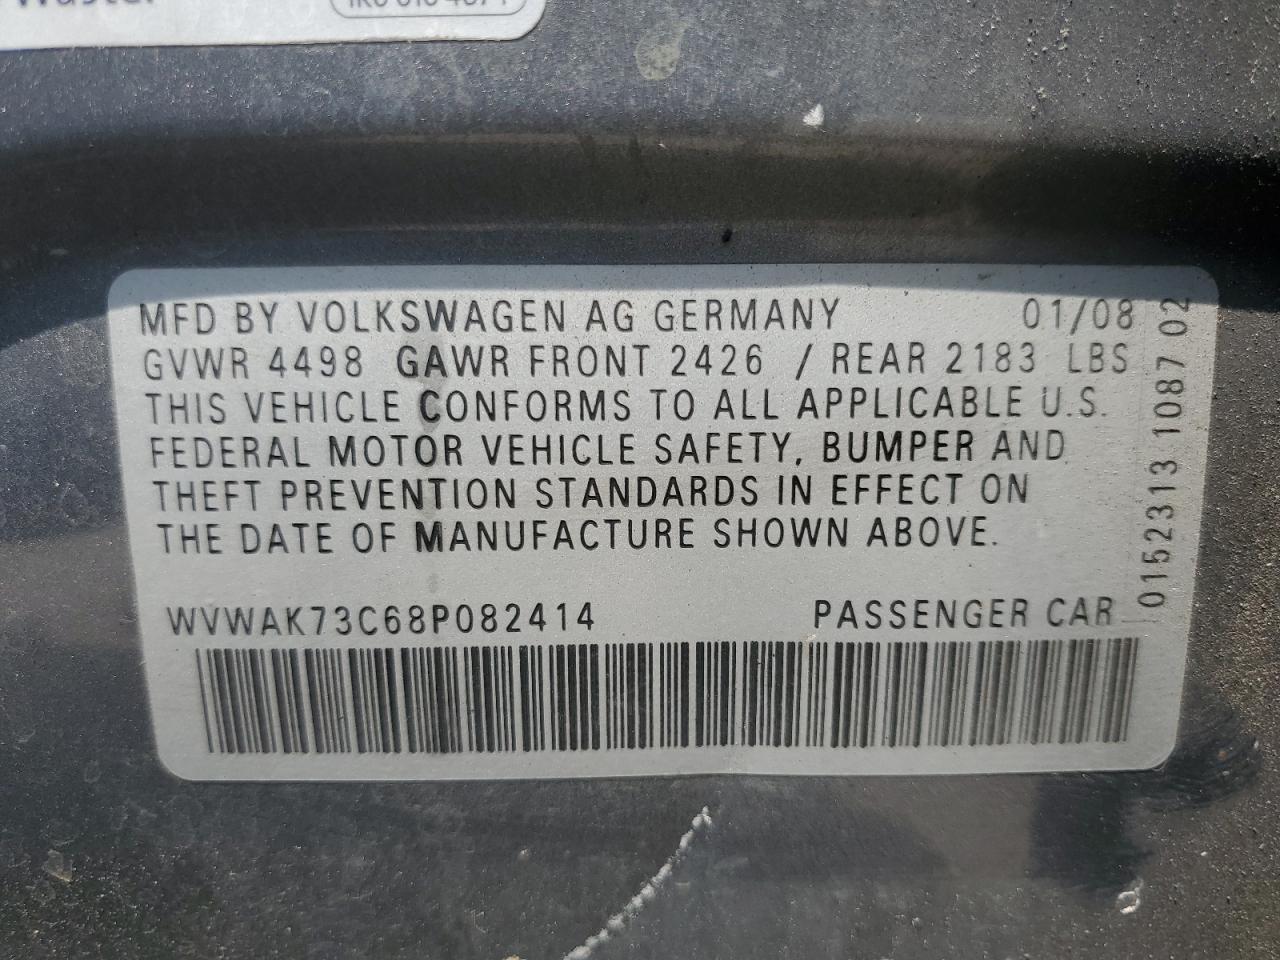 MFD BY VOLKSWAGEN AG GERMANY 01/08
GVWR 4498 GAWR FRONT 2426 / REAR 2183 LBS
THIS VEHICLE CONFORMS TO ALL APPLICABLE U.S.
FEDERAL MOTOR VEHICLE SAFETY, BUMPER AND
THEFT PREVENTION STANDARDS IN EFFECT ON
THE DATE OF MANUFACTURE SHOWN ABOVE.
WVWAK73C68P082414 PASSENGER CAR
0152313 1087 02